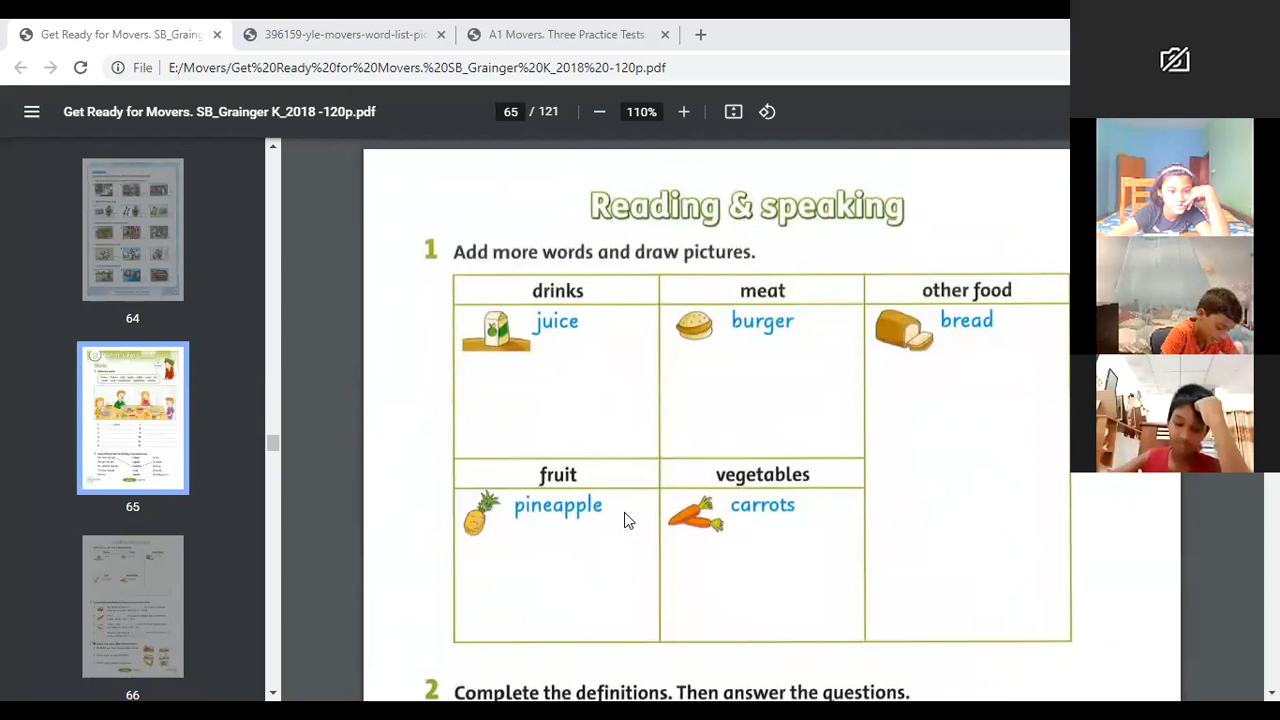 Get Ready for Movers. SB_Graing
396159-yle-movers-word-list-pic
A1 Movers. Three Practice Tests.
File E:/Movers/Get%20Ready%20for%20Movers.%20SB_Grainger%20K_2018%20-120p.pdf
Get Ready for Movers. SB_Grainger K_2018 -120p.pdf
65 / 121
110%
64
65
66
Reading & speaking
1 Add more words and draw pictures.
drinks meat other food
juice burger bread
fruit vegetables
pineapple carrots
2 Complete the definitions. Then answer the questions.